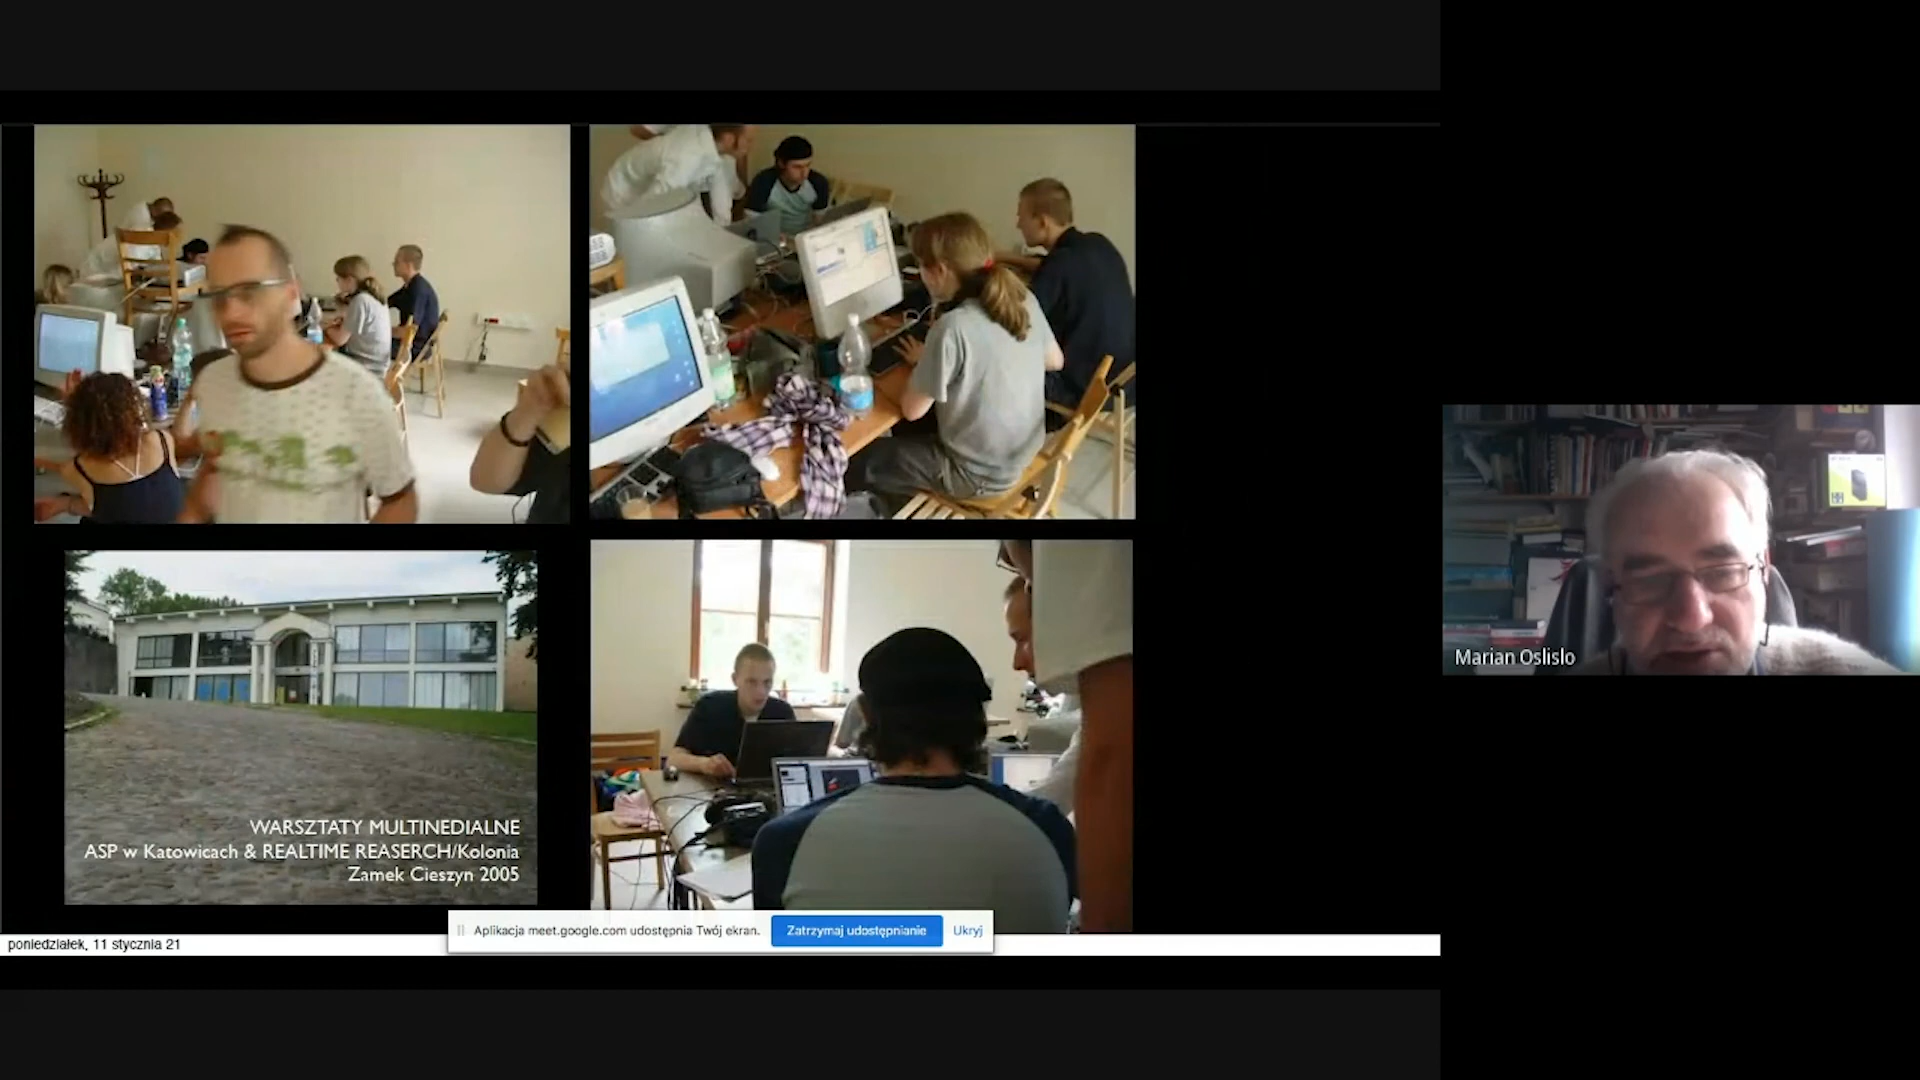 WARSZTATY MULTINEDIALNE
ASP w Katowicach & REALTIME REASERCH/Kolonia
Zamek Cieszyn 2005
Marian Oslislo
Aplikacja meet.google.com udostępnia Twój ekran.
Zatrzymaj udostępnianie
Ukryj
poniedziałek, 11 stycznia 21